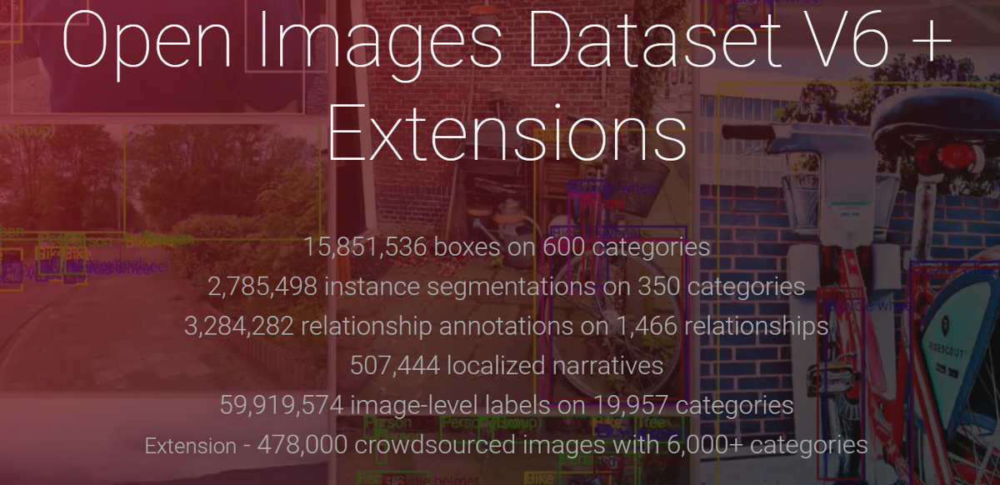 Open Images Dataset V6 +
Extensions
15,851,536 boxes on 600 categories
2,785,498 instance segmentations on 350 categories
3,284,282 relationship annotations on 1,466 relationships
507,444 localized narratives
59,919,574 image-level labels on 19,957 categories
Extension - 478,000 crowdsourced images with 6,000+ categories
RIDESCOUT